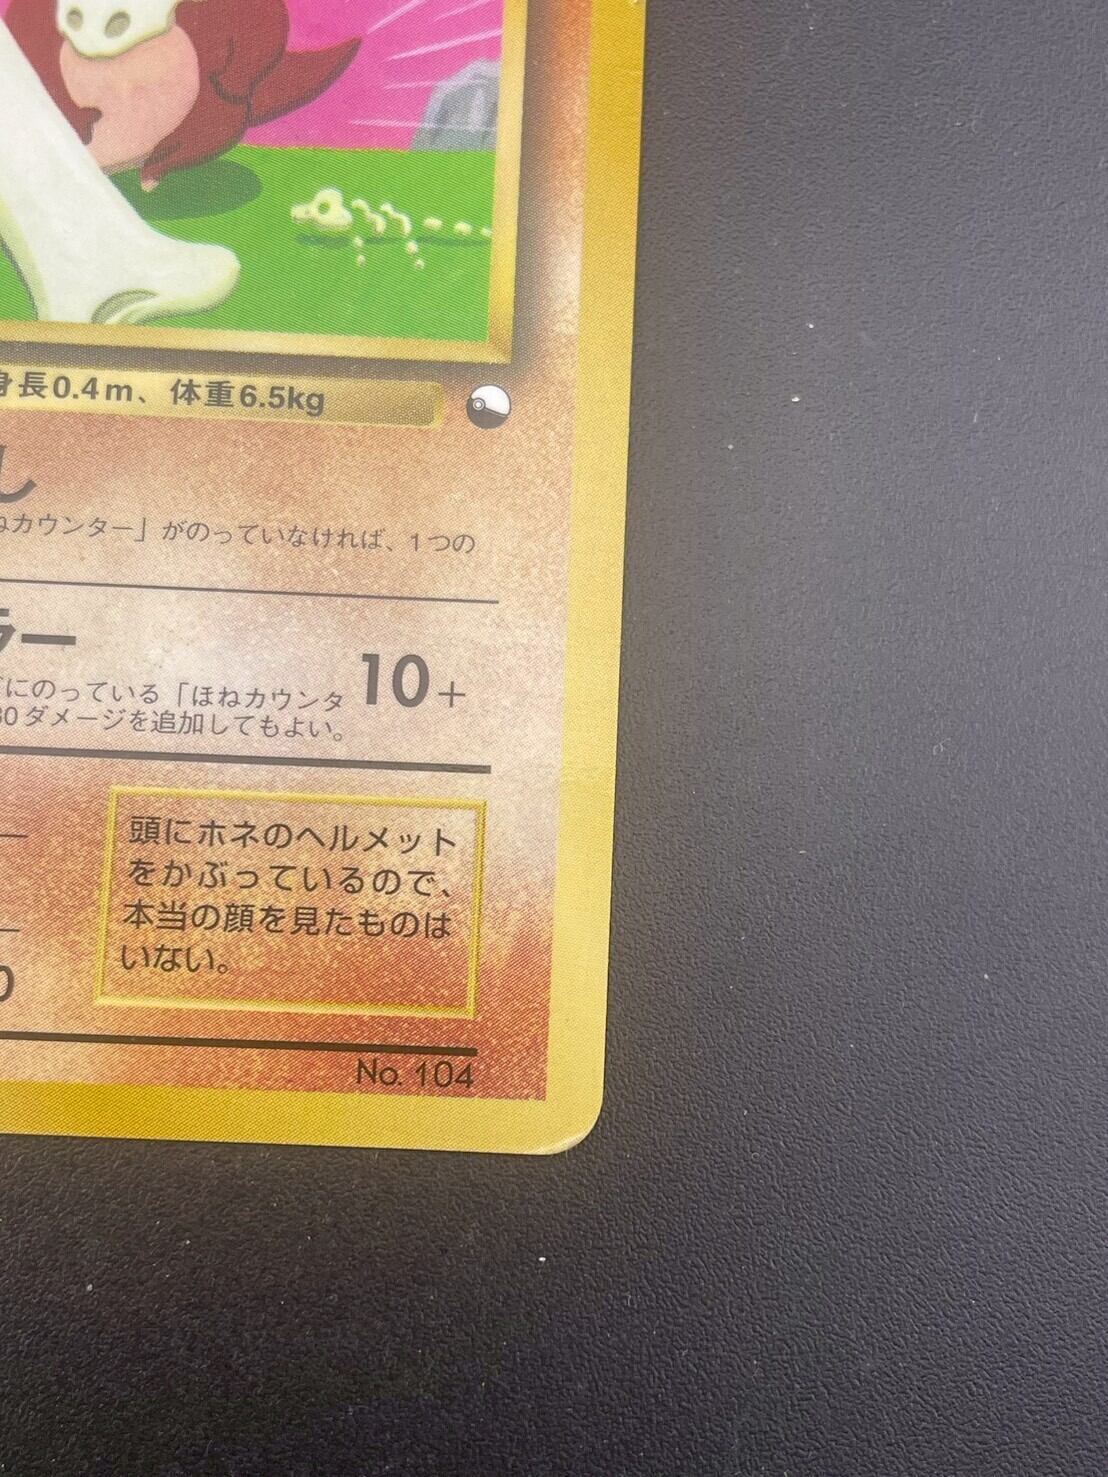 身長0.4m、体重6.5kg
し
ねカウンター」がのっていなければ、1つの
ラー
にのっている「ほねカウンタ
10+
30ダメージを追加してもよい。
頭にホネのヘルメット
をかぶっているので、
本当の顔を見たものは
いない。
0
No. 104